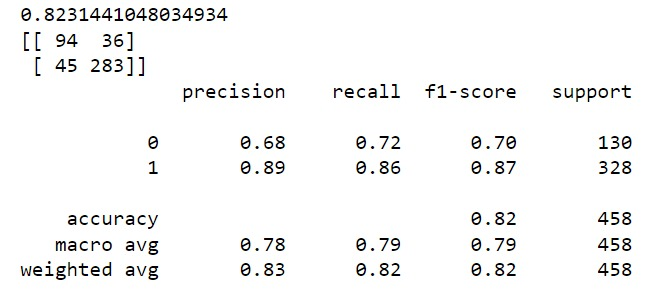 0.8231441048034934
[[ 94  36]
 [ 45 283]]
              precision    recall  f1-score   support

           0       0.68      0.72      0.70       130
           1       0.89      0.86      0.87       328

    accuracy                           0.82       458
   macro avg       0.78      0.79      0.79       458
weighted avg       0.83      0.82      0.82       458